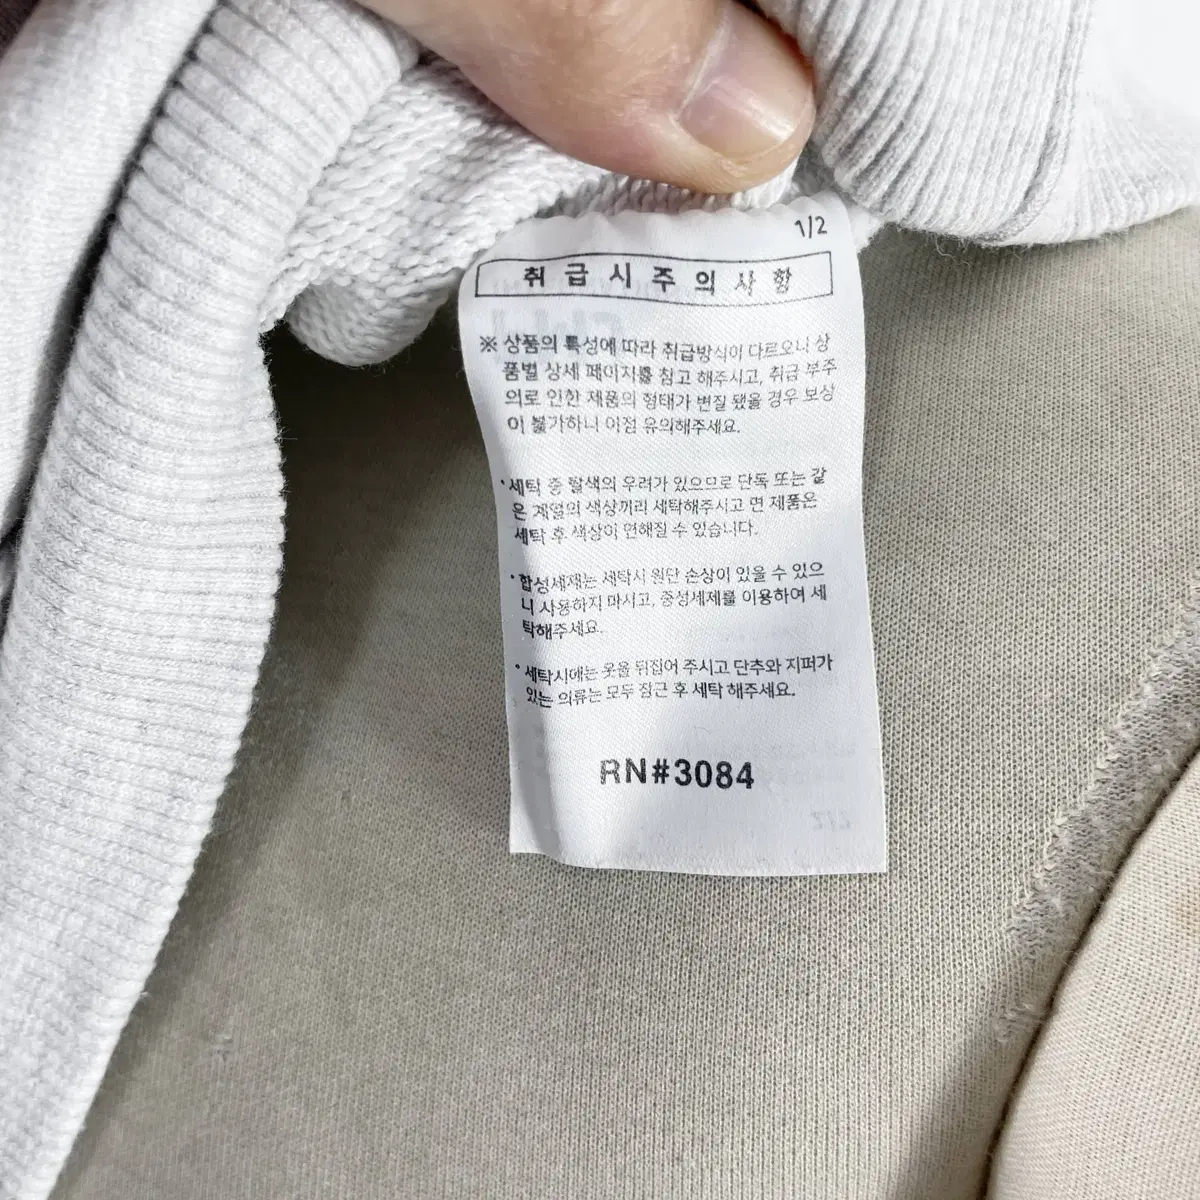 1/2
취급시주의사항
※ 상품의 특성에 따라 취급방식이 다르오니 상
품별 상세 페이지를 참고 해주시고, 취급 부주
의로 인한 제품의 형태가 변질 됐을 경우 보상
이 불가하니 이점 유의해주세요.
· 세탁 중 탈색의 우려가 있으므로 단독 또는 같
은 계열의 색상끼리 세탁해주시고 면 제품은
세탁 후 색상이 연해질 수 있습니다.
· 합성세재는 세탁시 원단 손상이 있을 수 있으
니 사용하지 마시고, 중성세제를 이용하여 세
탁해주세요.
· 세탁시에는 옷을 뒤집어 주시고 단추와 지퍼가
있는 의류는 모두 잠근 후 세탁 해주세요.
RN#3084